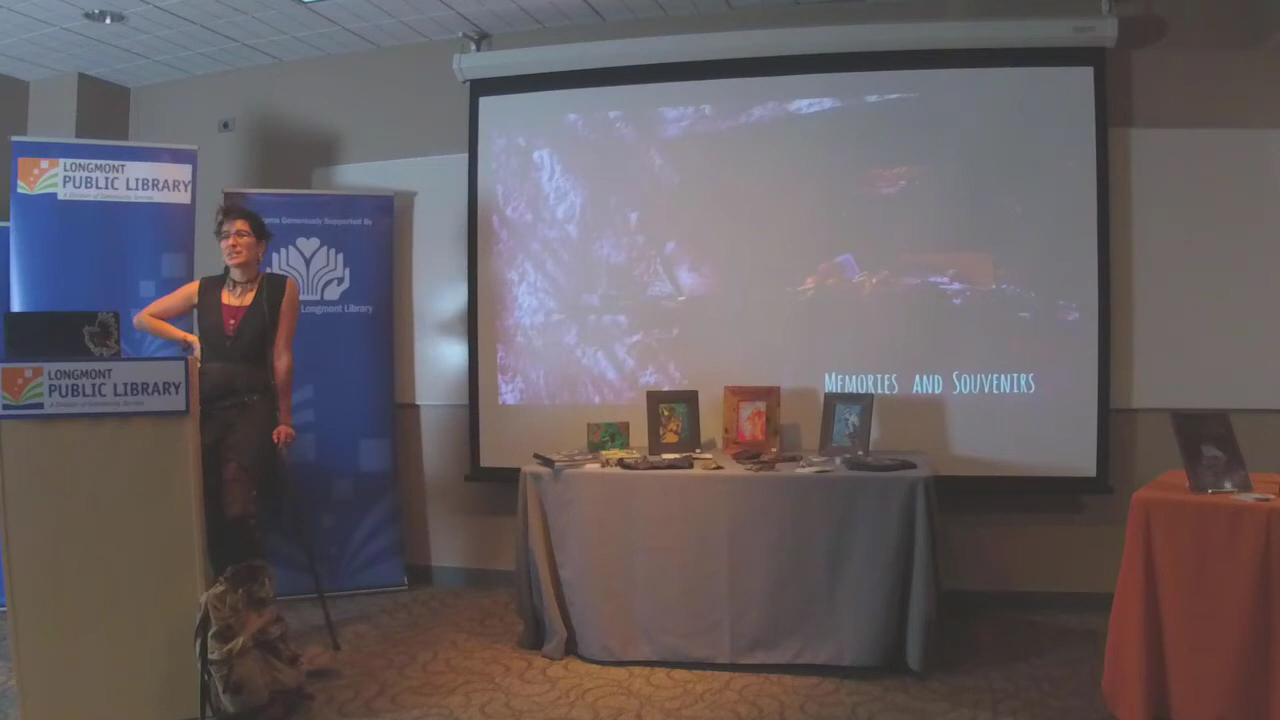 LONGMONT
PUBLIC LIBRARY
A Division of Community Services
Generously Supported By
Longmont Library
LONGMONT
PUBLIC LIBRARY
A Division of Community Services
Memories and Souvenirs